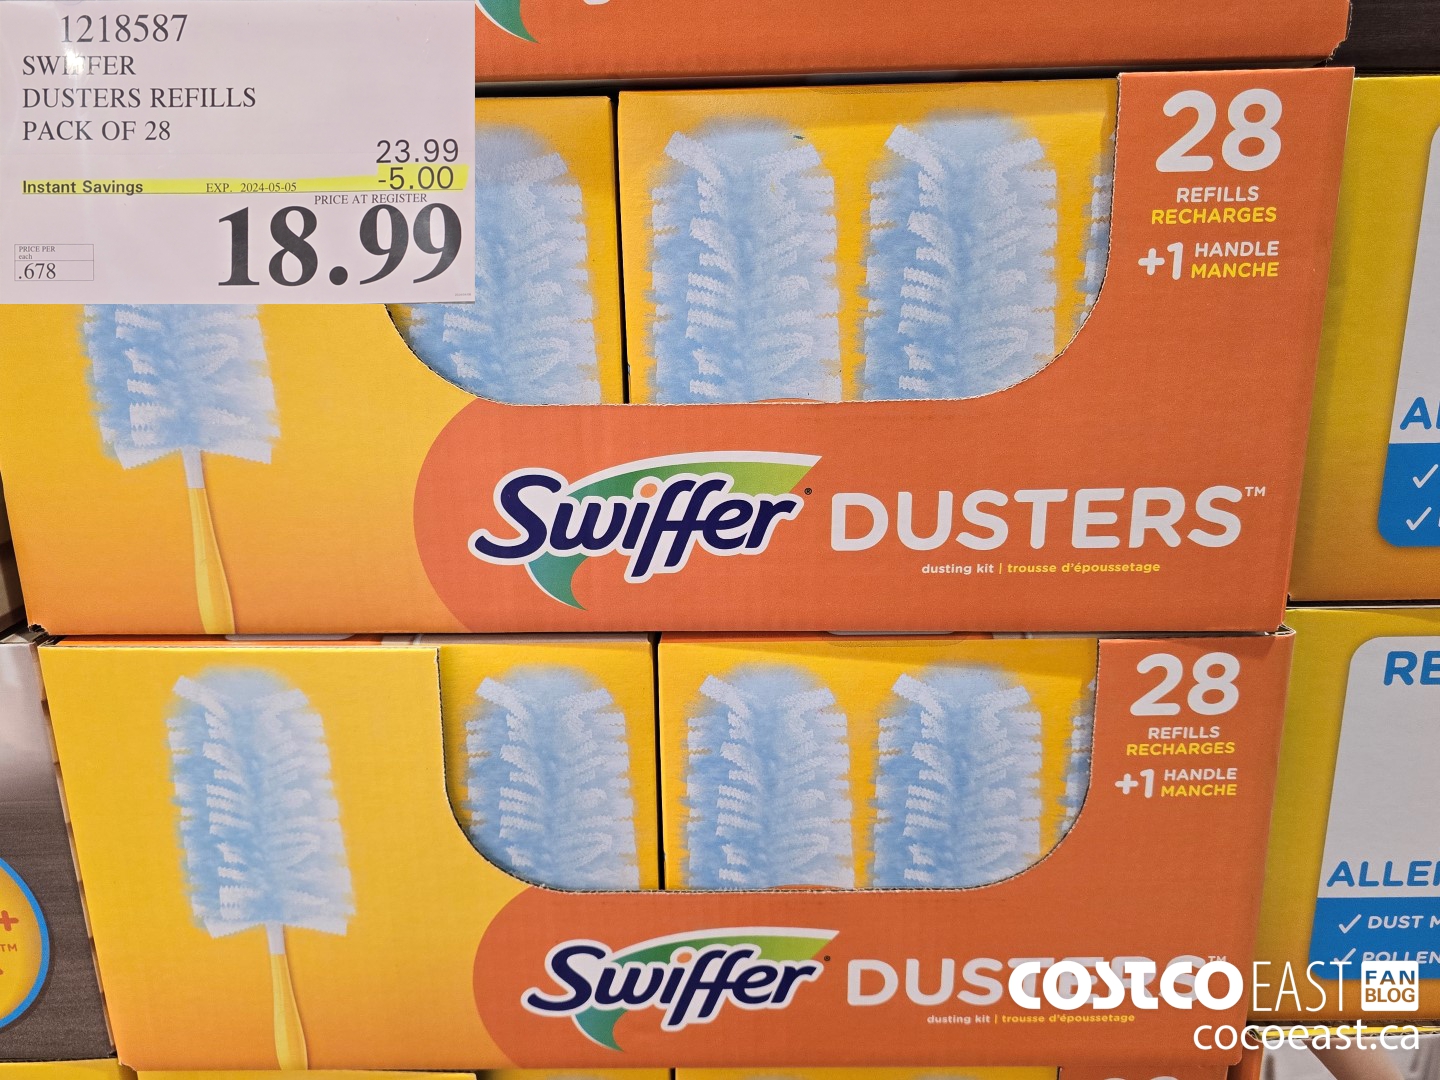 1218587
SWIFFER
DUSTERS REFILLS
PACK OF 28
23.99
Instant Savings EXP. 2024-05-05 -5.00
PRICE AT REGISTER
18.99
PRICE PER
each
.678
28
REFILLS
RECHARGES
+1 HANDLE
MANCHE
Swiffer® DUSTERS™
dusting kit | trousse d'époussetage
28
REFILLS
RECHARGES
+1 HANDLE
MANCHE
Swiffer® DUSTERS™
dusting kit | trousse d'époussetage
✓ DUST
COSTCO EAST FAN BLOG
cocoeast.ca
28